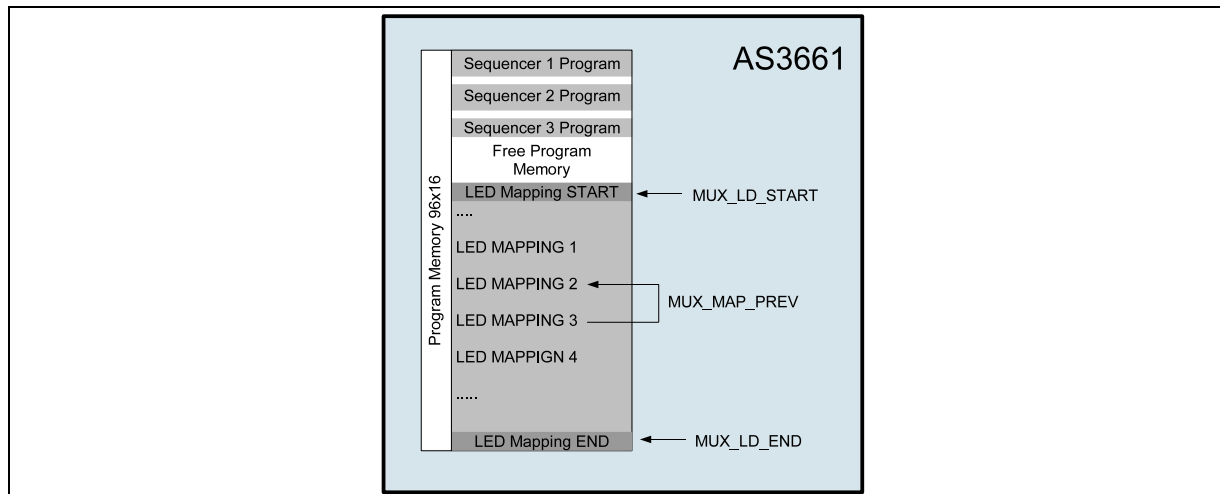 AS3661
Program Memory 96x16
Sequencer 1 Program
Sequencer 2 Program
Sequencer 3 Program
Free Program
Memory
LED Mapping START
MUX_LD_START
....
LED MAPPING 1
LED MAPPING 2
MUX_MAP_PREV
LED MAPPING 3
LED MAPPIGN 4
.....
LED Mapping END
MUX_LD_END